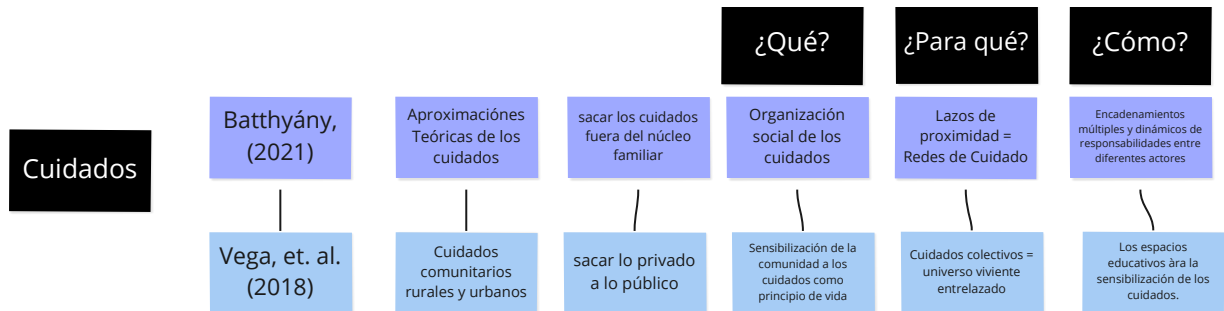 ¿Qué?
¿Para qué?
¿Cómo?
Cuidados
Batthyány,
(2021)
Aproximaciónes
Teóricas de los
cuidados
sacar los cuidados
fuera del núcleo
familiar
Organización
social de los
cuidados
Lazos de
proximidad =
Redes de Cuidado
Encadenamientos
múltiples y dinámicos de
responsabilidades entre
diferentes actores
Vega, et. al.
(2018)
Cuidados
comunitarios
rurales y urbanos
sacar lo privado
a lo público
Sensibilización de la
comunidad a los
cuidados como
principio de vida
Cuidados colectivos =
universo viviente
entrelazado
Los espacios
educativos àra la
sensibilización de los
cuidados.